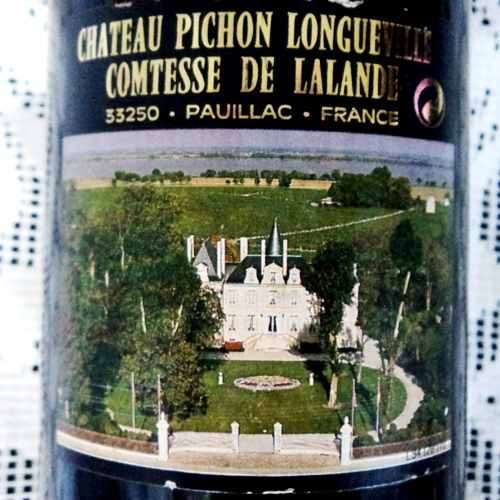 CHATEAU PICHON LONGUEVILLE
COMTESSE DE LALANDE
33250 · PAUILLAC · FRANCE